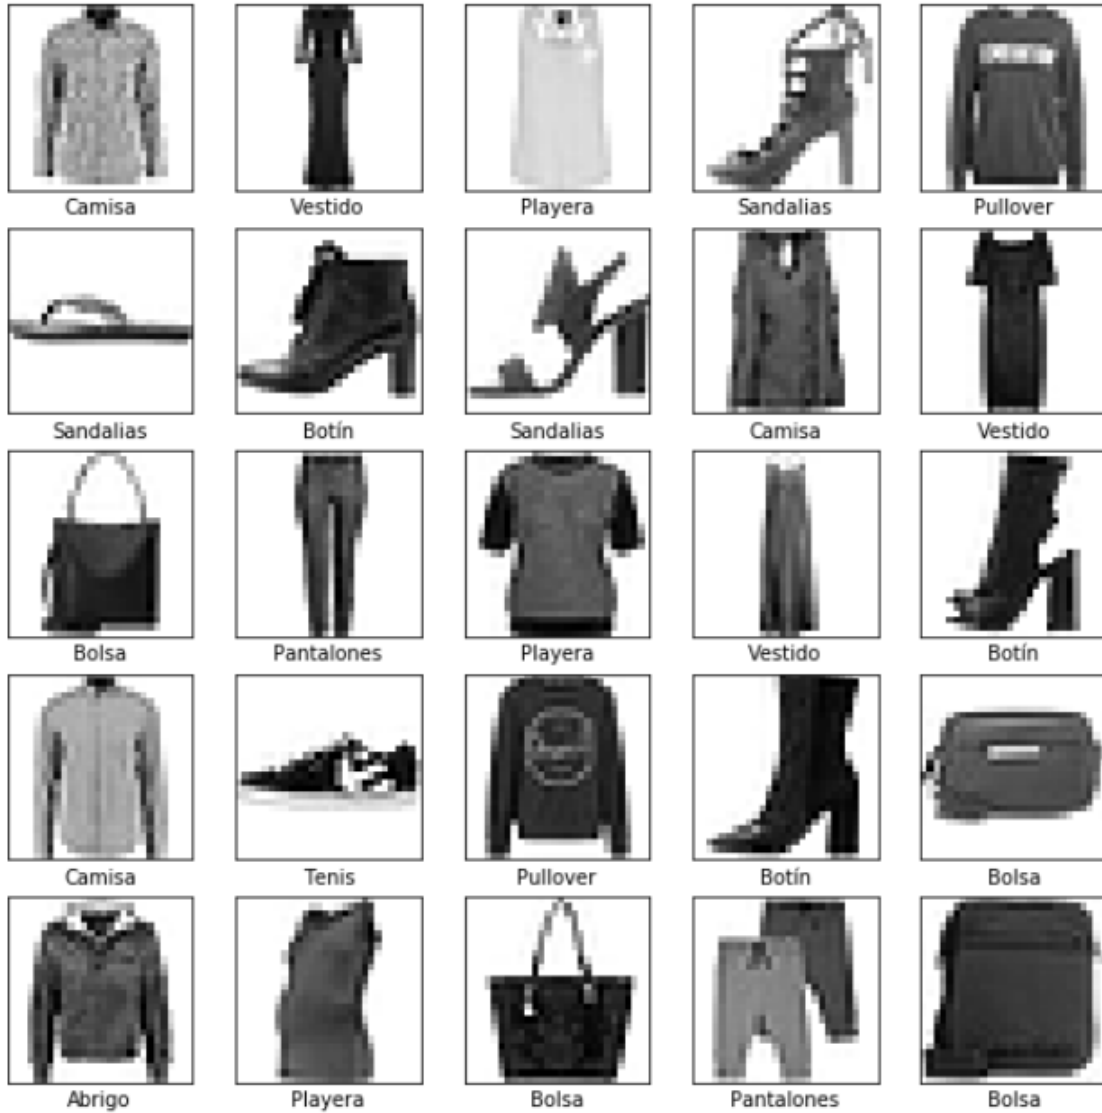 Camisa Vestido Playera Sandalias Pullover
Sandalias Botín Sandalias Camisa Vestido
Bolsa Pantalones Playera Vestido Botín
Camisa Tenis Pullover Botín Bolsa
Abrigo Playera Bolsa Pantalones Bolsa